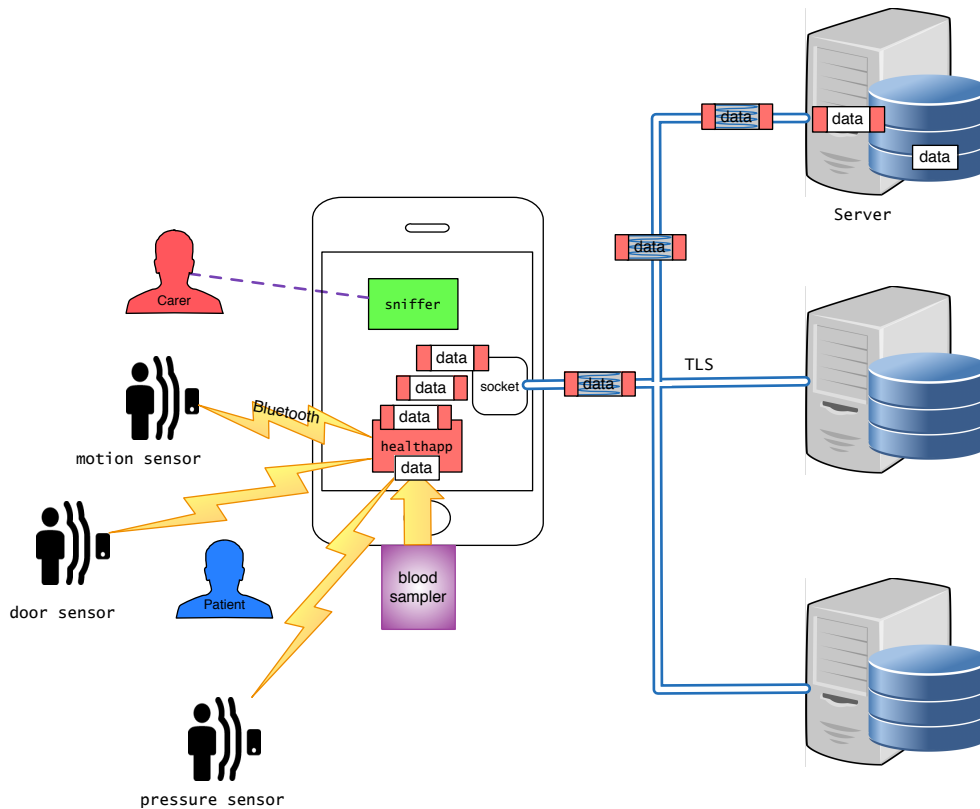 data
data
data
Server
data
Carer
sniffer
TLS
data
socket
data
data
Bluetooth
data
healthapp
motion sensor
data
blood
sampler
Patient
door sensor
pressure sensor